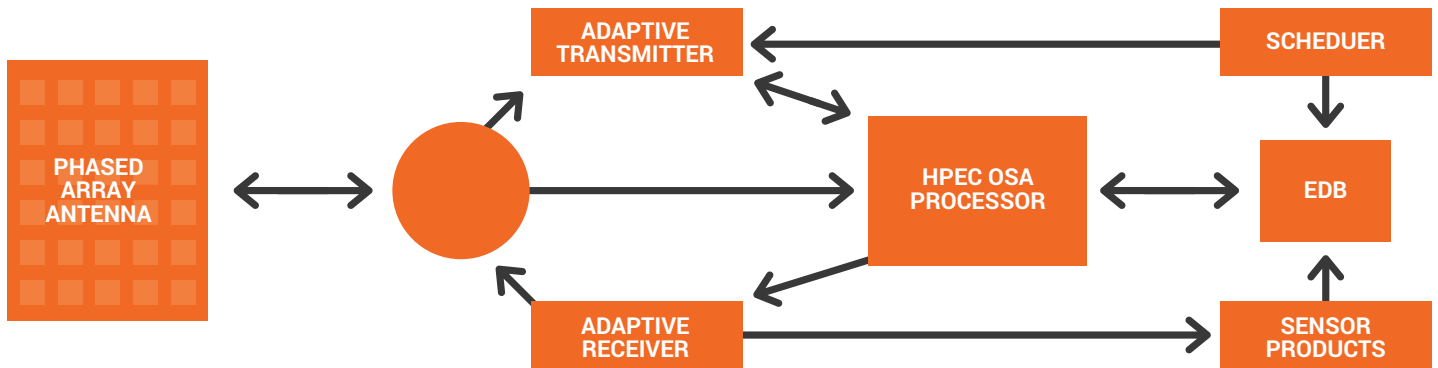 ADAPTIVE
TRANSMITTER
SCHEDUER
PHASED
ARRAY
ANTENNA
HPEC OSA
PROCESSOR
EDB
ADAPTIVE
RECEIVER
SENSOR
PRODUCTS